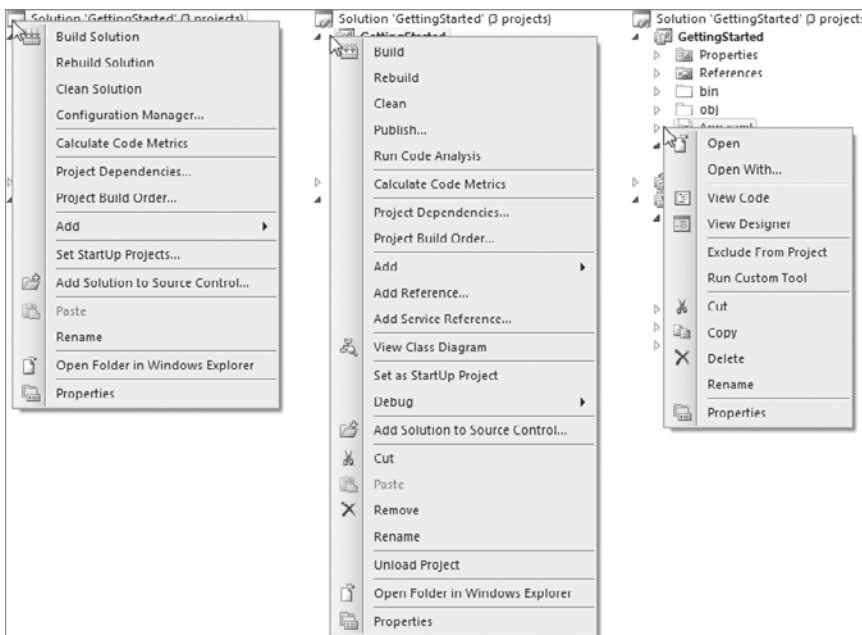 Solution 'GettingStarted' (3 projects)
Build Solution
Rebuild Solution
Clean Solution
Configuration Manager...
Calculate Code Metrics
Project Dependencies...
Project Build Order...
Add
Set StartUp Projects...
Add Solution to Source Control...
Paste
Rename
Open Folder in Windows Explorer
Properties
Solution 'GettingStarted' (3 projects)
GettingStarted
Build
Rebuild
Clean
Publish...
Run Code Analysis
Calculate Code Metrics
Project Dependencies...
Project Build Order...
Add
Add Reference...
Add Service Reference...
View Class Diagram
Set as StartUp Project
Debug
Add Solution to Source Control...
Cut
Paste
Remove
Rename
Unload Project
Open Folder in Windows Explorer
Properties
Solution 'GettingStarted' (3 projects
GettingStarted
Properties
References
bin
obj
App.xaml
Open
Open With...
View Code
View Designer
Exclude From Project
Run Custom Tool
Cut
Copy
Delete
Rename
Properties